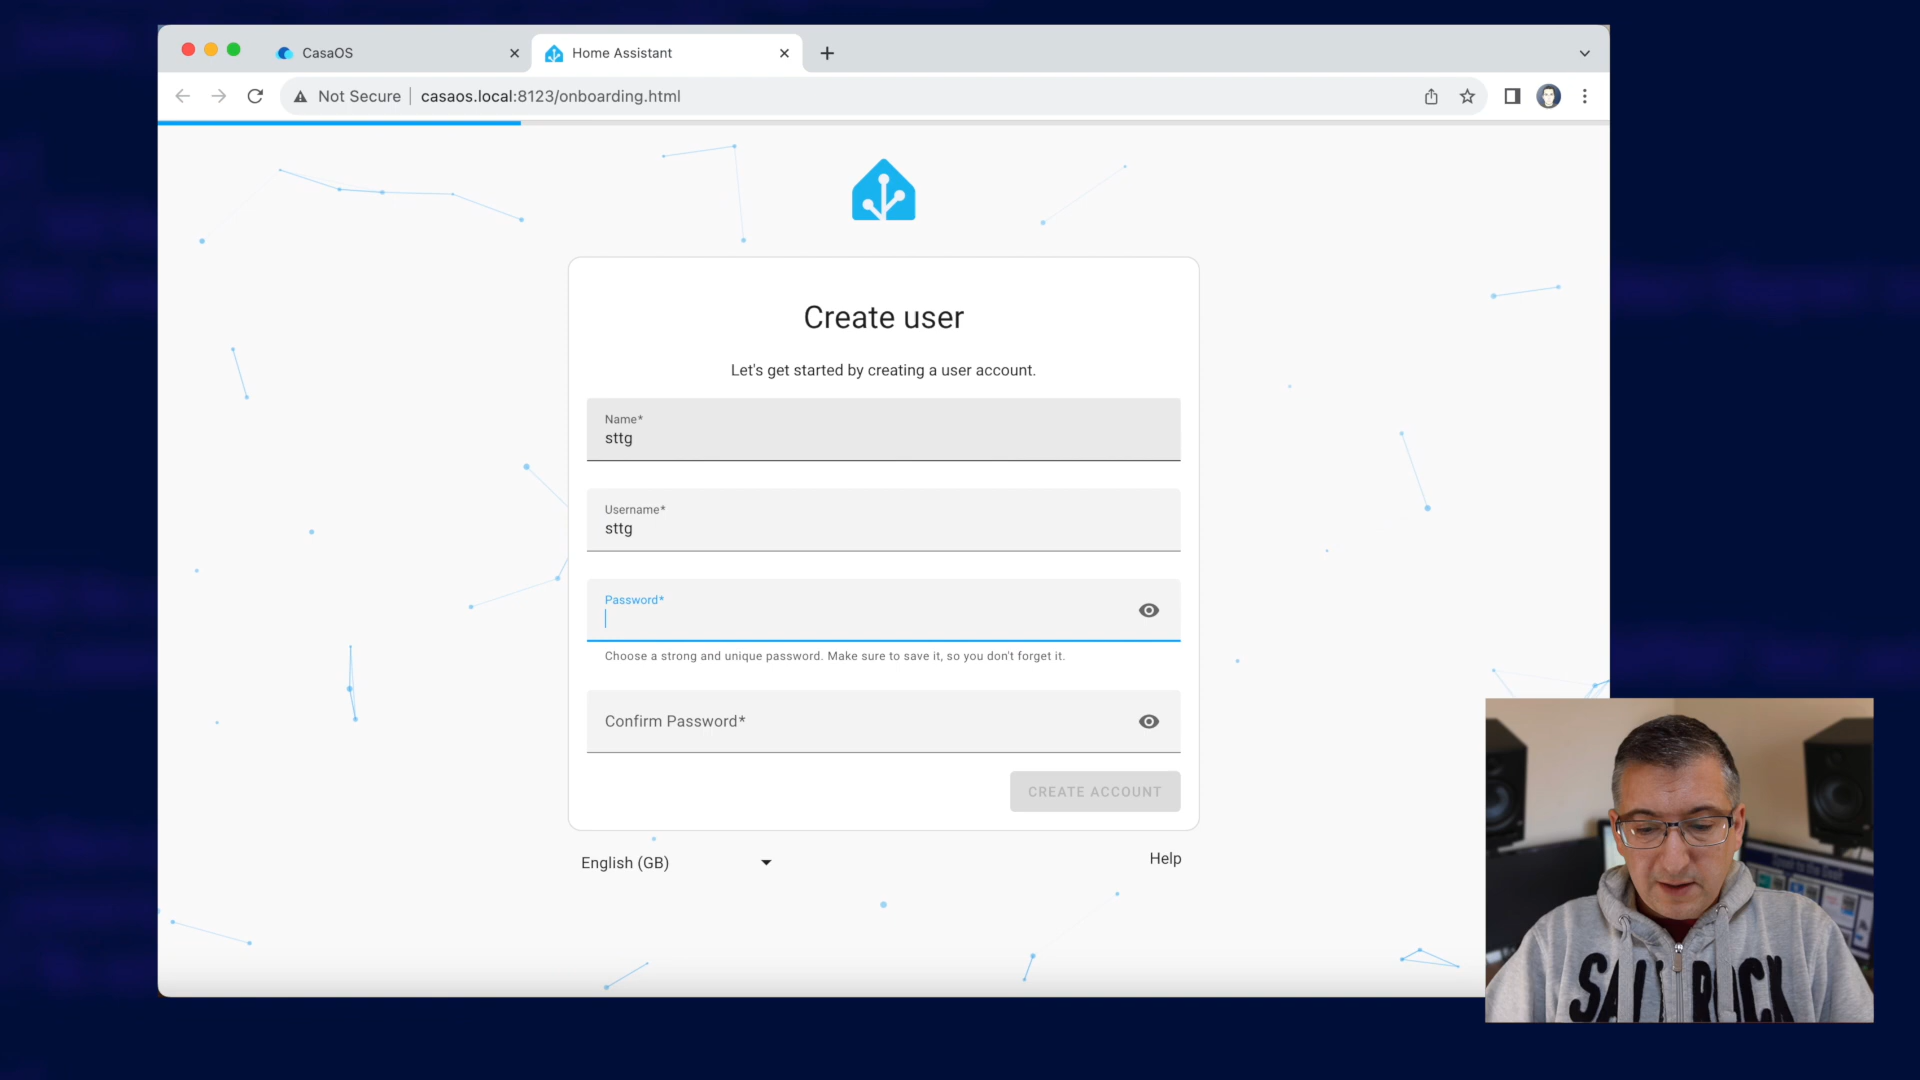 CasaOS
Home Assistant
Not Secure
casaos.local:8123/onboarding.html
Create user
Let's get started by creating a user account.
Name*
sttg
Username*
sttg
Password*
Choose a strong and unique password. Make sure to save it, so you don't forget it.
Confirm Password*
CREATE ACCOUNT
English (GB)
Help